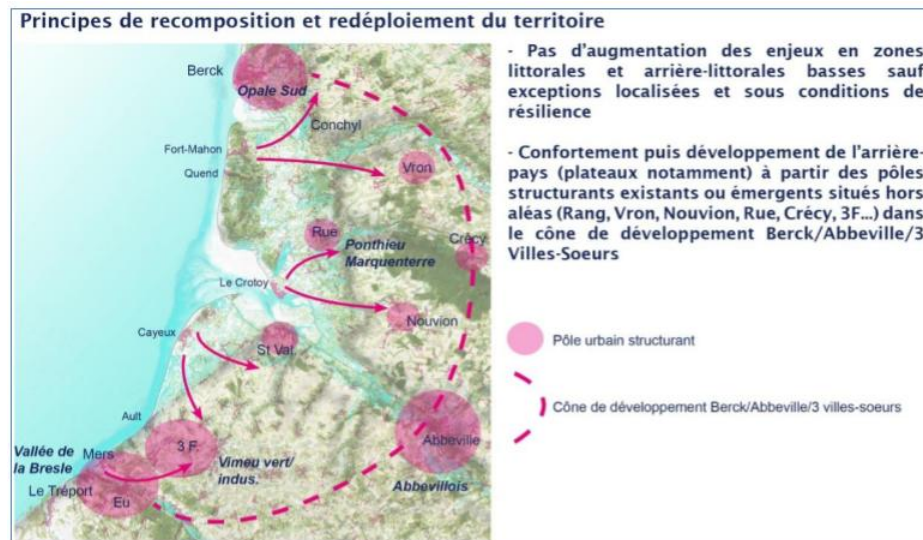 Principes de recomposition et redéploiement du territoire
Berck
Opale Sud
Conchyl
Fort-Mahon
Quend
Vron
Rue
Crécy
Ponthieu
Marquenterre
Le Crotoy
Nouvion
Cayeux
St Val.
Ault
Abbeville
3 F.
Vallée de
la Bresle
Mers
Vimeu vert/
indus.
Le Tréport
Eu
Abbevillois
- Pas d'augmentation des enjeux en zones
littorales et arrière-littorales basses sauf
exceptions localisées et sous conditions de
résilience
- Confortement puis développement de l'arrière-
pays (plateaux notamment) à partir des pôles
structurants existants ou émergents situés hors
aléas (Rang, Vron, Nouvion, Rue, Crécy, 3F...) dans
le cône de développement Berck/Abbeville/3
Villes-Soeurs
Pôle urbain structurant
Cône de développement Berck/Abbeville/3 villes-soeurs